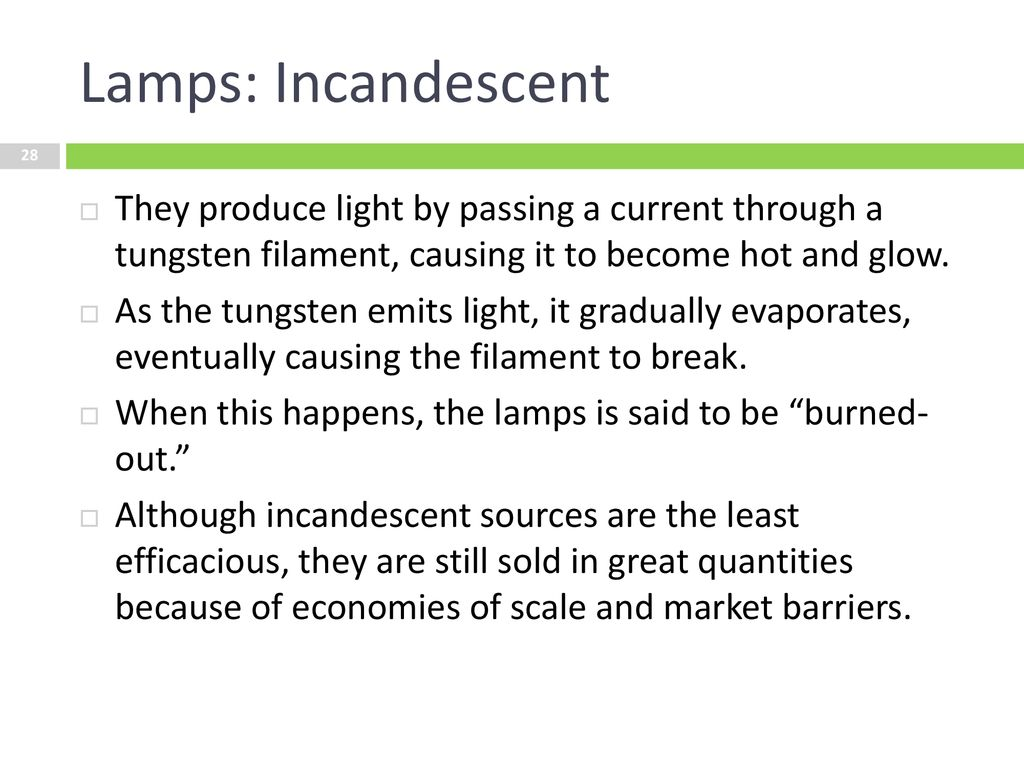 Lamps: Incandescent
28
They produce light by passing a current through a
tungsten filament, causing it to become hot and glow.
As the tungsten emits light, it gradually evaporates,
eventually causing the filament to break.
When this happens, the lamps is said to be “burned-
out.”
Although incandescent sources are the least
efficacious, they are still sold in great quantities
because of economies of scale and market barriers.